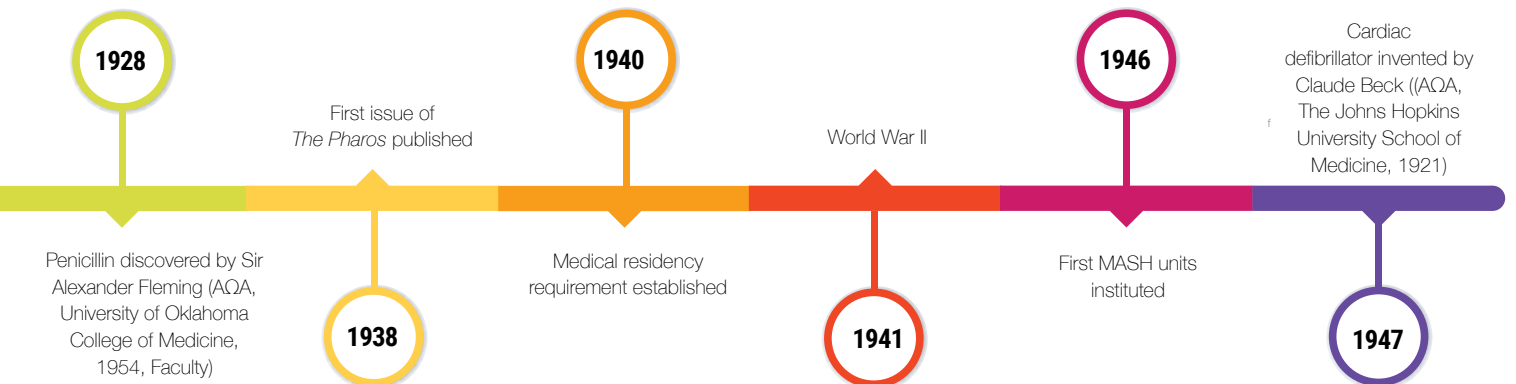 1928
Penicillin discovered by Sir
Alexander Fleming (AΩA,
University of Oklahoma
College of Medicine,
1954, Faculty)
First issue of
The Pharos published
1938
1940
Medical residency
requirement established
World War II
1941
1946
First MASH units
instituted
Cardiac
defibrillator invented by
Claude Beck ((AΩA,
The Johns Hopkins
University School of
Medicine, 1921)
f
1947